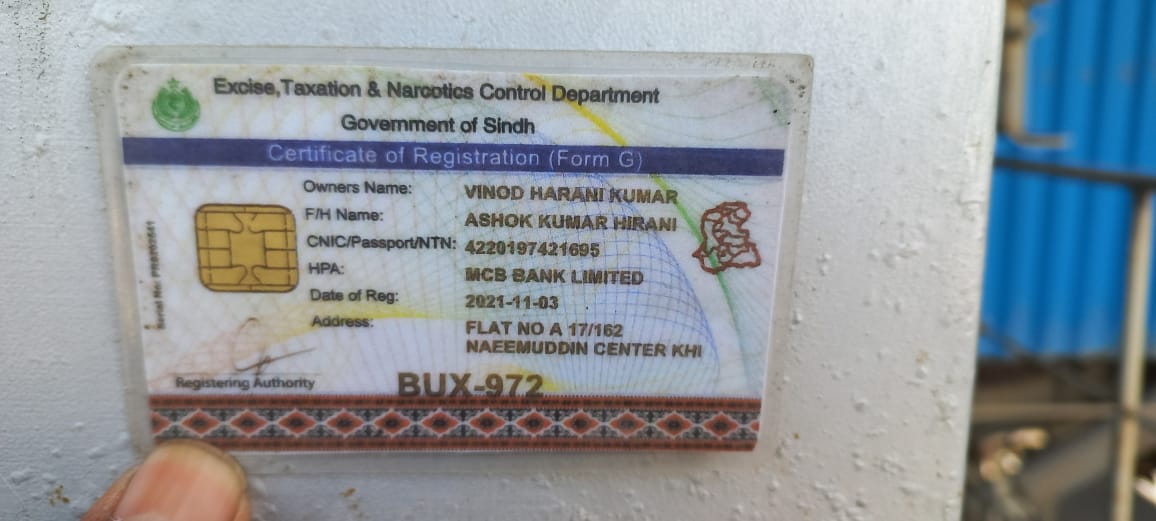 Excise,Taxation & Narcotics Control Department
Government of Sindh
Certificate of Registration (Form G)
Owners Name: VINOD HARANI KUMAR
F/H Name: ASHOK KUMAR HIRANI
CNIC/Passport/NTN: 4220197421695
HPA: MCB BANK LIMITED
Date of Reg: 2021-11-03
Address: FLAT NO A 17/162
NAEEMUDDIN CENTER KHI
Serial No:
Registering Authority
BUX-972